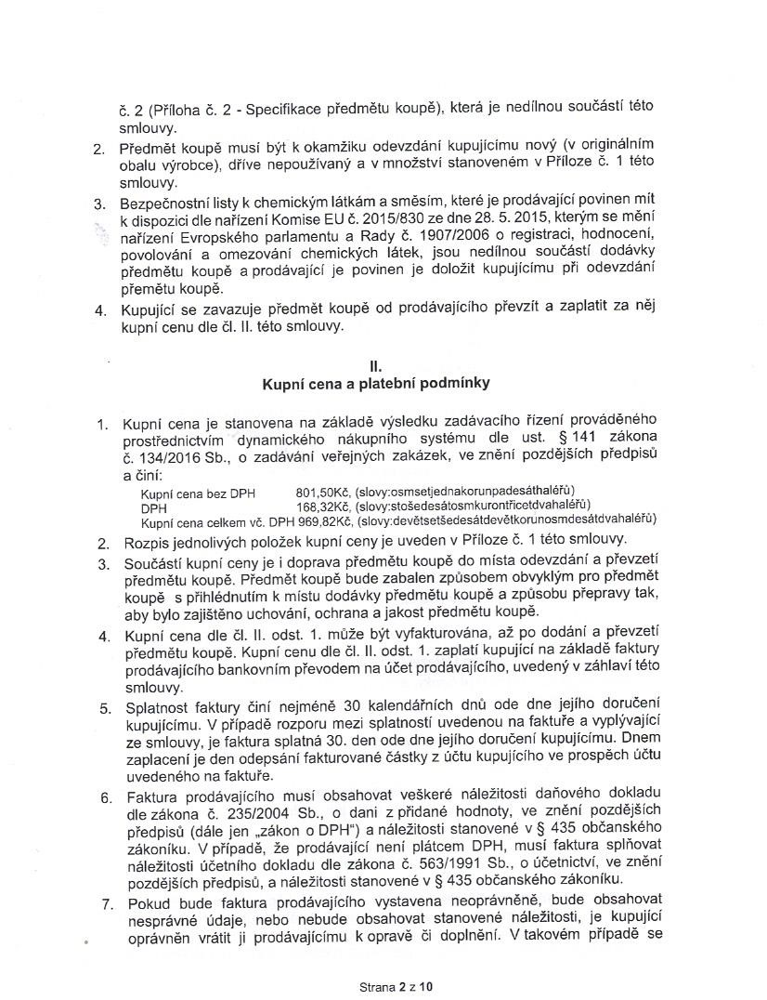 č. 2 (Příloha č. 2 - Specifikace předmětu koupě), která je nedílnou součástí této
smlouvy.
2. Předmět koupě musí být k okamžiku odevzdání kupujícímu nový (v originálním
obalu výrobce), dříve nepoužívaný a v množství stanoveném v Příloze č. 1 této
smlouvy.
3. Bezpečnostní listy k chemickým látkám a směsím, které je prodávající povinen mít
k dispozici dle nařízení Komise EU č. 2015/830 ze dne 28. 5. 2015, kterým se mění
nařízení Evropského parlamentu a Rady č. 1907/2006 o registraci, hodnocení,
povolování a omezování chemických látek, jsou nedílnou součástí dodávky
předmětu koupě a prodávající je povinen je doložit kupujícímu při odevzdání
přemětu koupě.
4. Kupující se zavazuje předmět koupě od prodávajícího převzít a zaplatit za něj
kupní cenu dle čl. II. této smlouvy.
II.
Kupní cena a platební podmínky
1. Kupní cena je stanovena na základě výsledku zadávacího řízení prováděného
prostřednictvím dynamického nákupního systému dle ust. § 141 zákona
č. 134/2016 Sb., o zadávání veřejných zakázek, ve znění pozdějších předpisů
a činí:
Kupní cena bez DPH 801,50Kč, (slovy:osmsetjednakorunpadesáthaléřů)
DPH 168,32Kč, (slovy:stošedesátosmkurontřicetdvahaléřů)
Kupní cena celkem vč. DPH 969,82Kč, (slovy:devětsetšedesátdevětkorunosmdesátdvahaléřů)
2. Rozpis jednolivých položek kupní ceny je uveden v Příloze č. 1 této smlouvy.
3. Součástí kupní ceny je i doprava předmětu koupě do místa odevzdání a převzetí
předmětu koupě. Předmět koupě bude zabalen způsobem obvyklým pro předmět
koupě s přihlédnutím k místu dodávky předmětu koupě a způsobu přepravy tak,
aby bylo zajištěno uchování, ochrana a jakost předmětu koupě.
4. Kupní cena dle čl. II. odst. 1. může být vyfakturována, až po dodání a převzetí
předmětu koupě. Kupní cenu dle čl. II. odst. 1. zaplatí kupující na základě faktury
prodávajícího bankovním převodem na účet prodávajícího, uvedený v záhlaví této
smlouvy.
5. Splatnost faktury činí nejméně 30 kalendářních dnů ode dne jejího doručení
kupujícímu. V případě rozporu mezi splatností uvedenou na faktuře a vyplývající
ze smlouvy, je faktura splatná 30. den ode dne jejího doručení kupujícímu. Dnem
zaplacení je den odepsání fakturované částky z účtu kupujícího ve prospěch účtu
uvedeného na faktuře.
6. Faktura prodávajícího musí obsahovat veškeré náležitosti daňového dokladu
dle zákona č. 235/2004 Sb., o dani z přidané hodnoty, ve znění pozdějších
předpisů (dále jen „zákon o DPH“) a náležitosti stanovené v § 435 občanského
zákoníku. V případě, že prodávající není plátcem DPH, musí faktura splňovat
náležitosti účetního dokladu dle zákona č. 563/1991 Sb., o účetnictví, ve znění
pozdějších předpisů, a náležitosti stanovené v § 435 občanského zákoníku.
7. Pokud bude faktura prodávajícího vystavena neoprávněně, bude obsahovat
nesprávné údaje, nebo nebude obsahovat stanovené náležitosti, je kupující
oprávněn vrátit ji prodávajícímu k opravě či doplnění. V takovém případě se
Strana 2 z 10